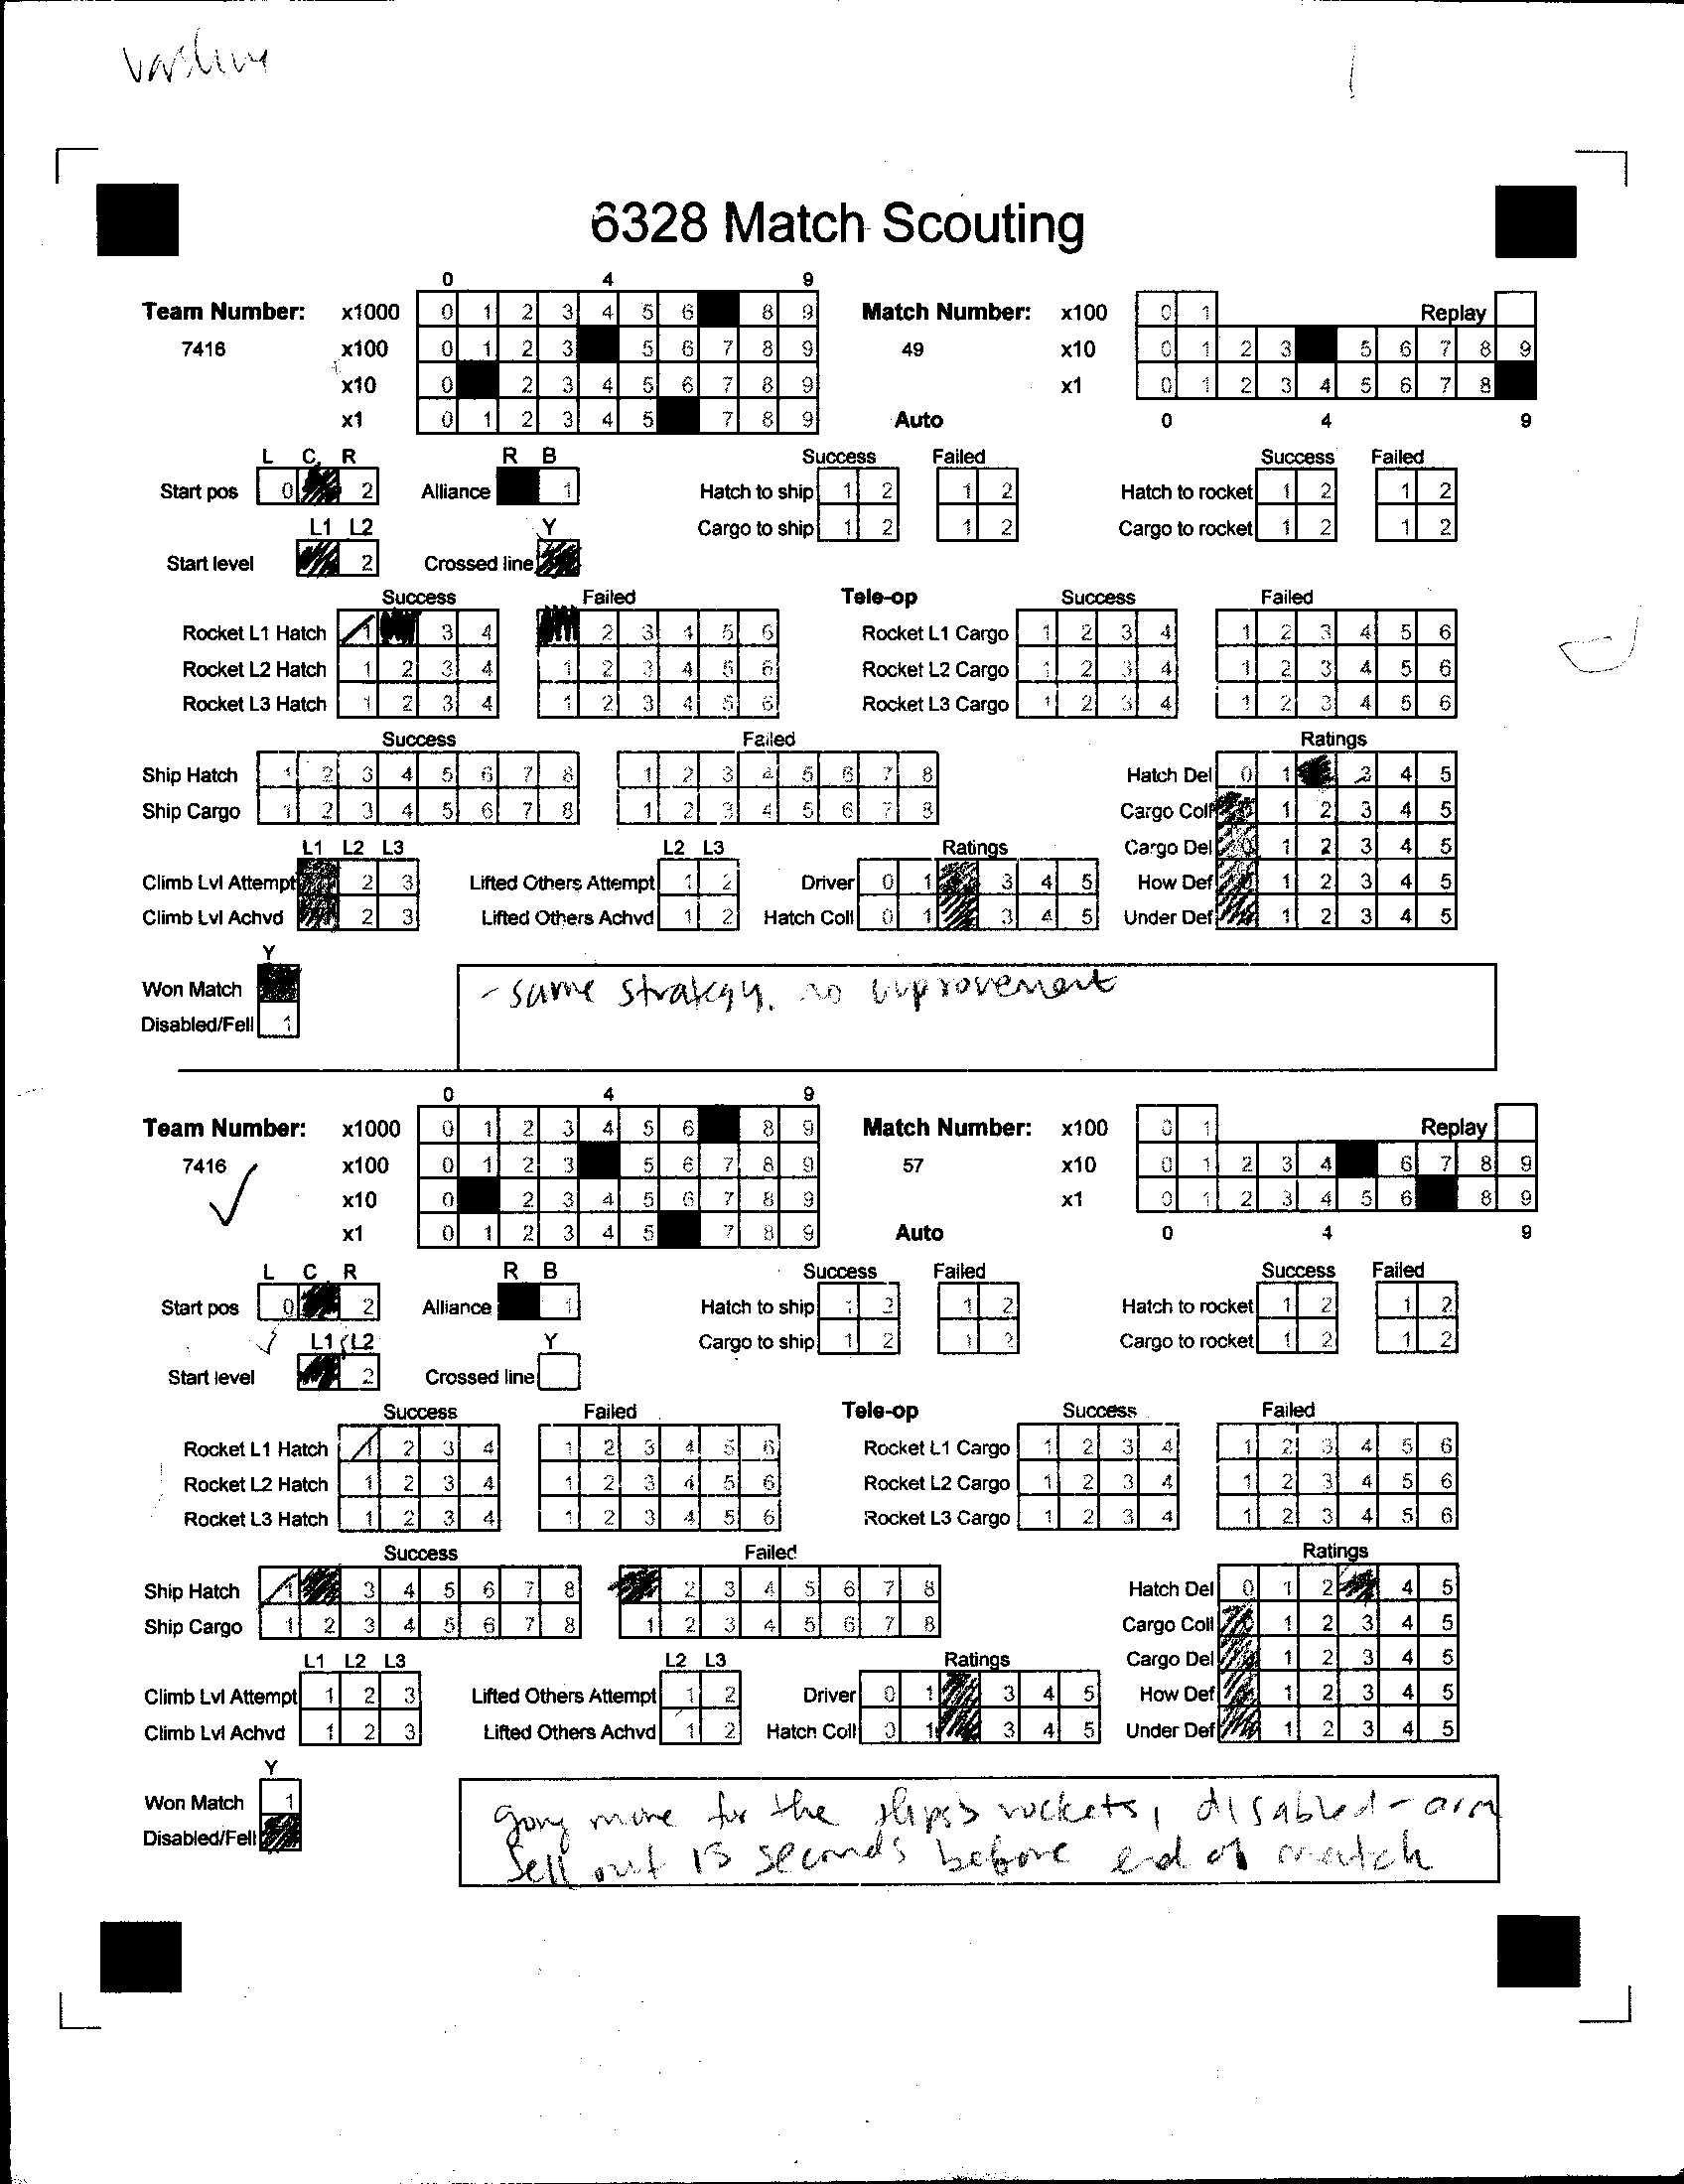 6328 Match Scouting
0 4 9
Team Number: x1000 0 1 2 3 4 5 6 8 9 Match Number: x100 0 1 Replay
7416 x100 0 1 2 3 5 6 7 8 9 49 x10 0 1 2 3 5 6 7 8 9
x10 0 2 3 4 5 6 7 8 9 x1 0 1 2 3 4 5 6 7 8
x1 0 1 2 3 4 5 7 8 9 Auto 0 4 9
L C R R B Success Failed Success Failed
Start pos 0 2 Alliance 1 Hatch to ship 1 2 1 2 Hatch to rocket 1 2 1 2
L1 L2 Y Cargo to ship 1 2 1 2 Cargo to rocket 1 2 1 2
Start level 2 Crossed line
Success Failed Tele-op Success Failed
Rocket L1 Hatch 1 3 4 2 3 4 5 6 Rocket L1 Cargo 1 2 3 4 1 2 3 4 5 6
Rocket L2 Hatch 1 2 3 4 1 2 3 4 5 6 Rocket L2 Cargo 1 2 3 4 1 2 3 4 5 6
Rocket L3 Hatch 1 2 3 4 1 2 3 4 5 6 Rocket L3 Cargo 1 2 3 4 1 2 3 4 5 6
Success Failed Ratings
Ship Hatch 1 2 3 4 5 6 7 8 1 2 3 4 5 6 7 8 Hatch Del 0 1 3 4 5
Ship Cargo 1 2 3 4 5 6 7 8 1 2 3 4 5 6 7 8 Cargo Coll 1 2 3 4 5
L1 L2 L3 L2 L3 Ratings Cargo Del 0 1 2 3 4 5
Climb Lvl Attempt 2 3 Lifted Others Attempt 1 2 Driver 0 1 3 4 5 How Def 1 2 3 4 5
Climb Lvl Achvd 2 3 Lifted Others Achvd 1 2 Hatch Coll 0 1 3 4 5 Under Def 1 2 3 4 5
Y
Won Match
Disabled/Fell 1
- same strategy. no improvement
0 4 9
Team Number: x1000 0 1 2 3 4 5 6 8 9 Match Number: x100 0 1 Replay
7416 x100 0 1 2 3 5 6 7 8 9 57 x10 0 1 2 3 4 6 7 8 9
x10 0 2 3 4 5 6 7 8 9 x1 0 1 2 3 4 5 6 8 9
x1 0 1 2 3 4 5 7 8 9 Auto 0 4 9
L C R R B Success Failed Success Failed
Start pos 0 2 Alliance 1 Hatch to ship 1 2 1 2 Hatch to rocket 1 2 1 2
L1 L2 Y Cargo to ship 1 2 1 2 Cargo to rocket 1 2 1 2
Start level 2 Crossed line
Success Failed Tele-op Success Failed
Rocket L1 Hatch 1 2 3 4 1 2 3 4 5 6 Rocket L1 Cargo 1 2 3 4 1 2 3 4 5 6
Rocket L2 Hatch 1 2 3 4 1 2 3 4 5 6 Rocket L2 Cargo 1 2 3 4 1 2 3 4 5 6
Rocket L3 Hatch 1 2 3 4 1 2 3 4 5 6 Rocket L3 Cargo 1 2 3 4 1 2 3 4 5 6
Success Failed Ratings
Ship Hatch 1 3 4 5 6 7 8 2 3 4 5 6 7 8 Hatch Del 0 1 2 4 5
Ship Cargo 1 2 3 4 5 6 7 8 1 2 3 4 5 6 7 8 Cargo Coll 1 2 3 4 5
L1 L2 L3 L2 L3 Ratings Cargo Del 1 2 3 4 5
Climb Lvl Attempt 1 2 3 Lifted Others Attempt 1 2 Driver 0 1 3 4 5 How Def 1 2 3 4 5
Climb Lvl Achvd 1 2 3 Lifted Others Achvd 1 2 Hatch Coll 0 1 3 4 5 Under Def 1 2 3 4 5
Y
Won Match 1
Disabled/Fell
going more for the rockets, disabled - arm
fell out 15 seconds before end of match